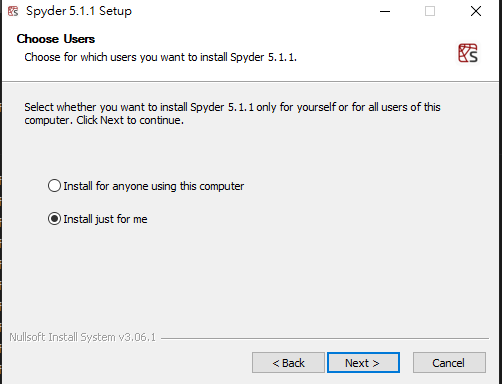 Spyder 5.1.1 Setup
Choose Users
Choose for which users you want to install Spyder 5.1.1.
Select whether you want to install Spyder 5.1.1 only for yourself or for all users of this
computer. Click Next to continue.
Install for anyone using this computer
Install just for me
Nullsoft Install System v3.06.1
< Back Next > Cancel